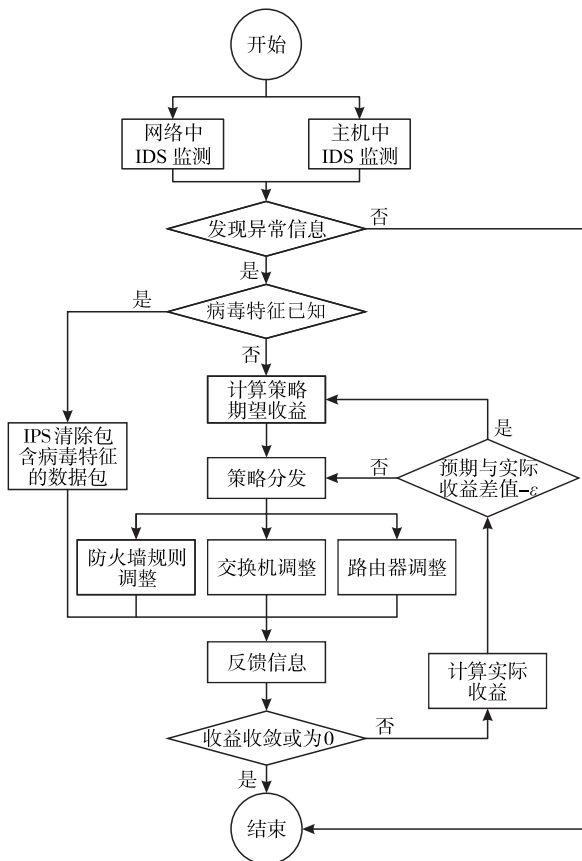 开始
网络中
IDS 监测
主机中
IDS 监测
发现异常信息
否
是
是
病毒特征已知
否
计算策略
期望收益
是
IPS清除包
含病毒特征
的数据包
策略分发
否
预期与实际
收益差值-ε
防火墙规则
调整
交换机调整
路由器调整
反馈信息
计算实际
收益
收益收敛或为0
否
是
结束